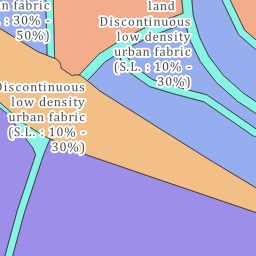 n fabric
L. : 30% -
50%)
land
Discontinuous
low density
urban fabric
(S.L. : 10% -
30%)
Discontinuous
low density
urban fabric
(S.L. : 10% -
30%)